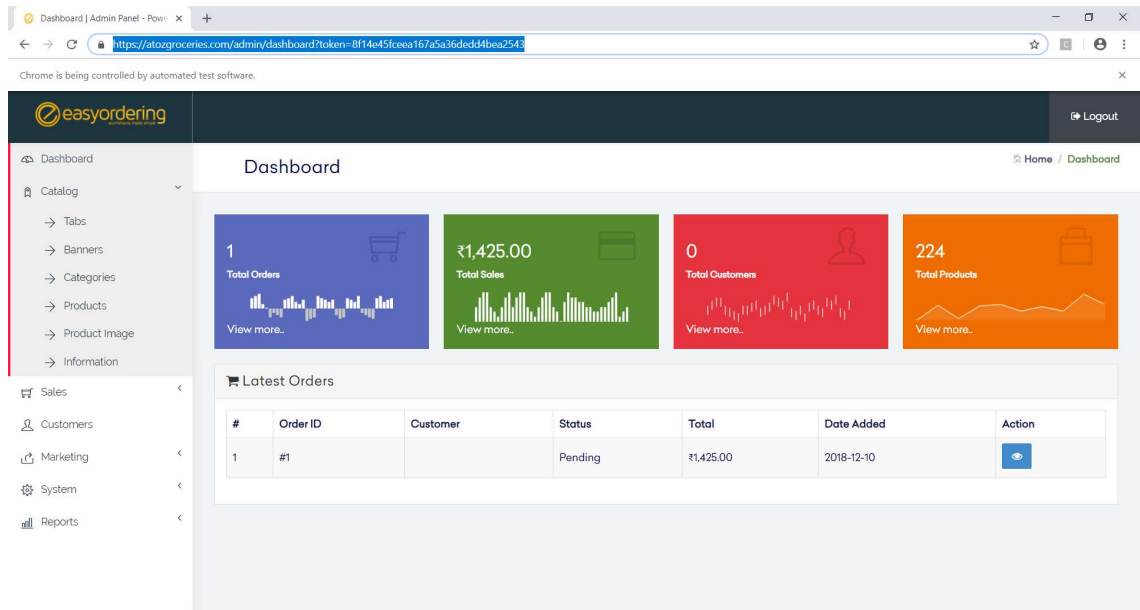 Dashboard | Admin Panel - Powe
https://atozgroceries.com/admin/dashboard?token=8f14e45fceea167a5a36dedd4bea2543
Chrome is being controlled by automated test software.
easyordering
Logout
Dashboard
Catalog
Tabs
Banners
Categories
Products
Product Image
Information
Sales
Customers
Marketing
System
Reports
Dashboard
Home / Dashboard
1
Total Orders
View more..
₹1,425.00
Total Sales
View more..
0
Total Customers
View more..
224
Total Products
View more..
Latest Orders
# Order ID Customer Status Total Date Added Action
1 #1 Pending ₹1,425.00 2018-12-10